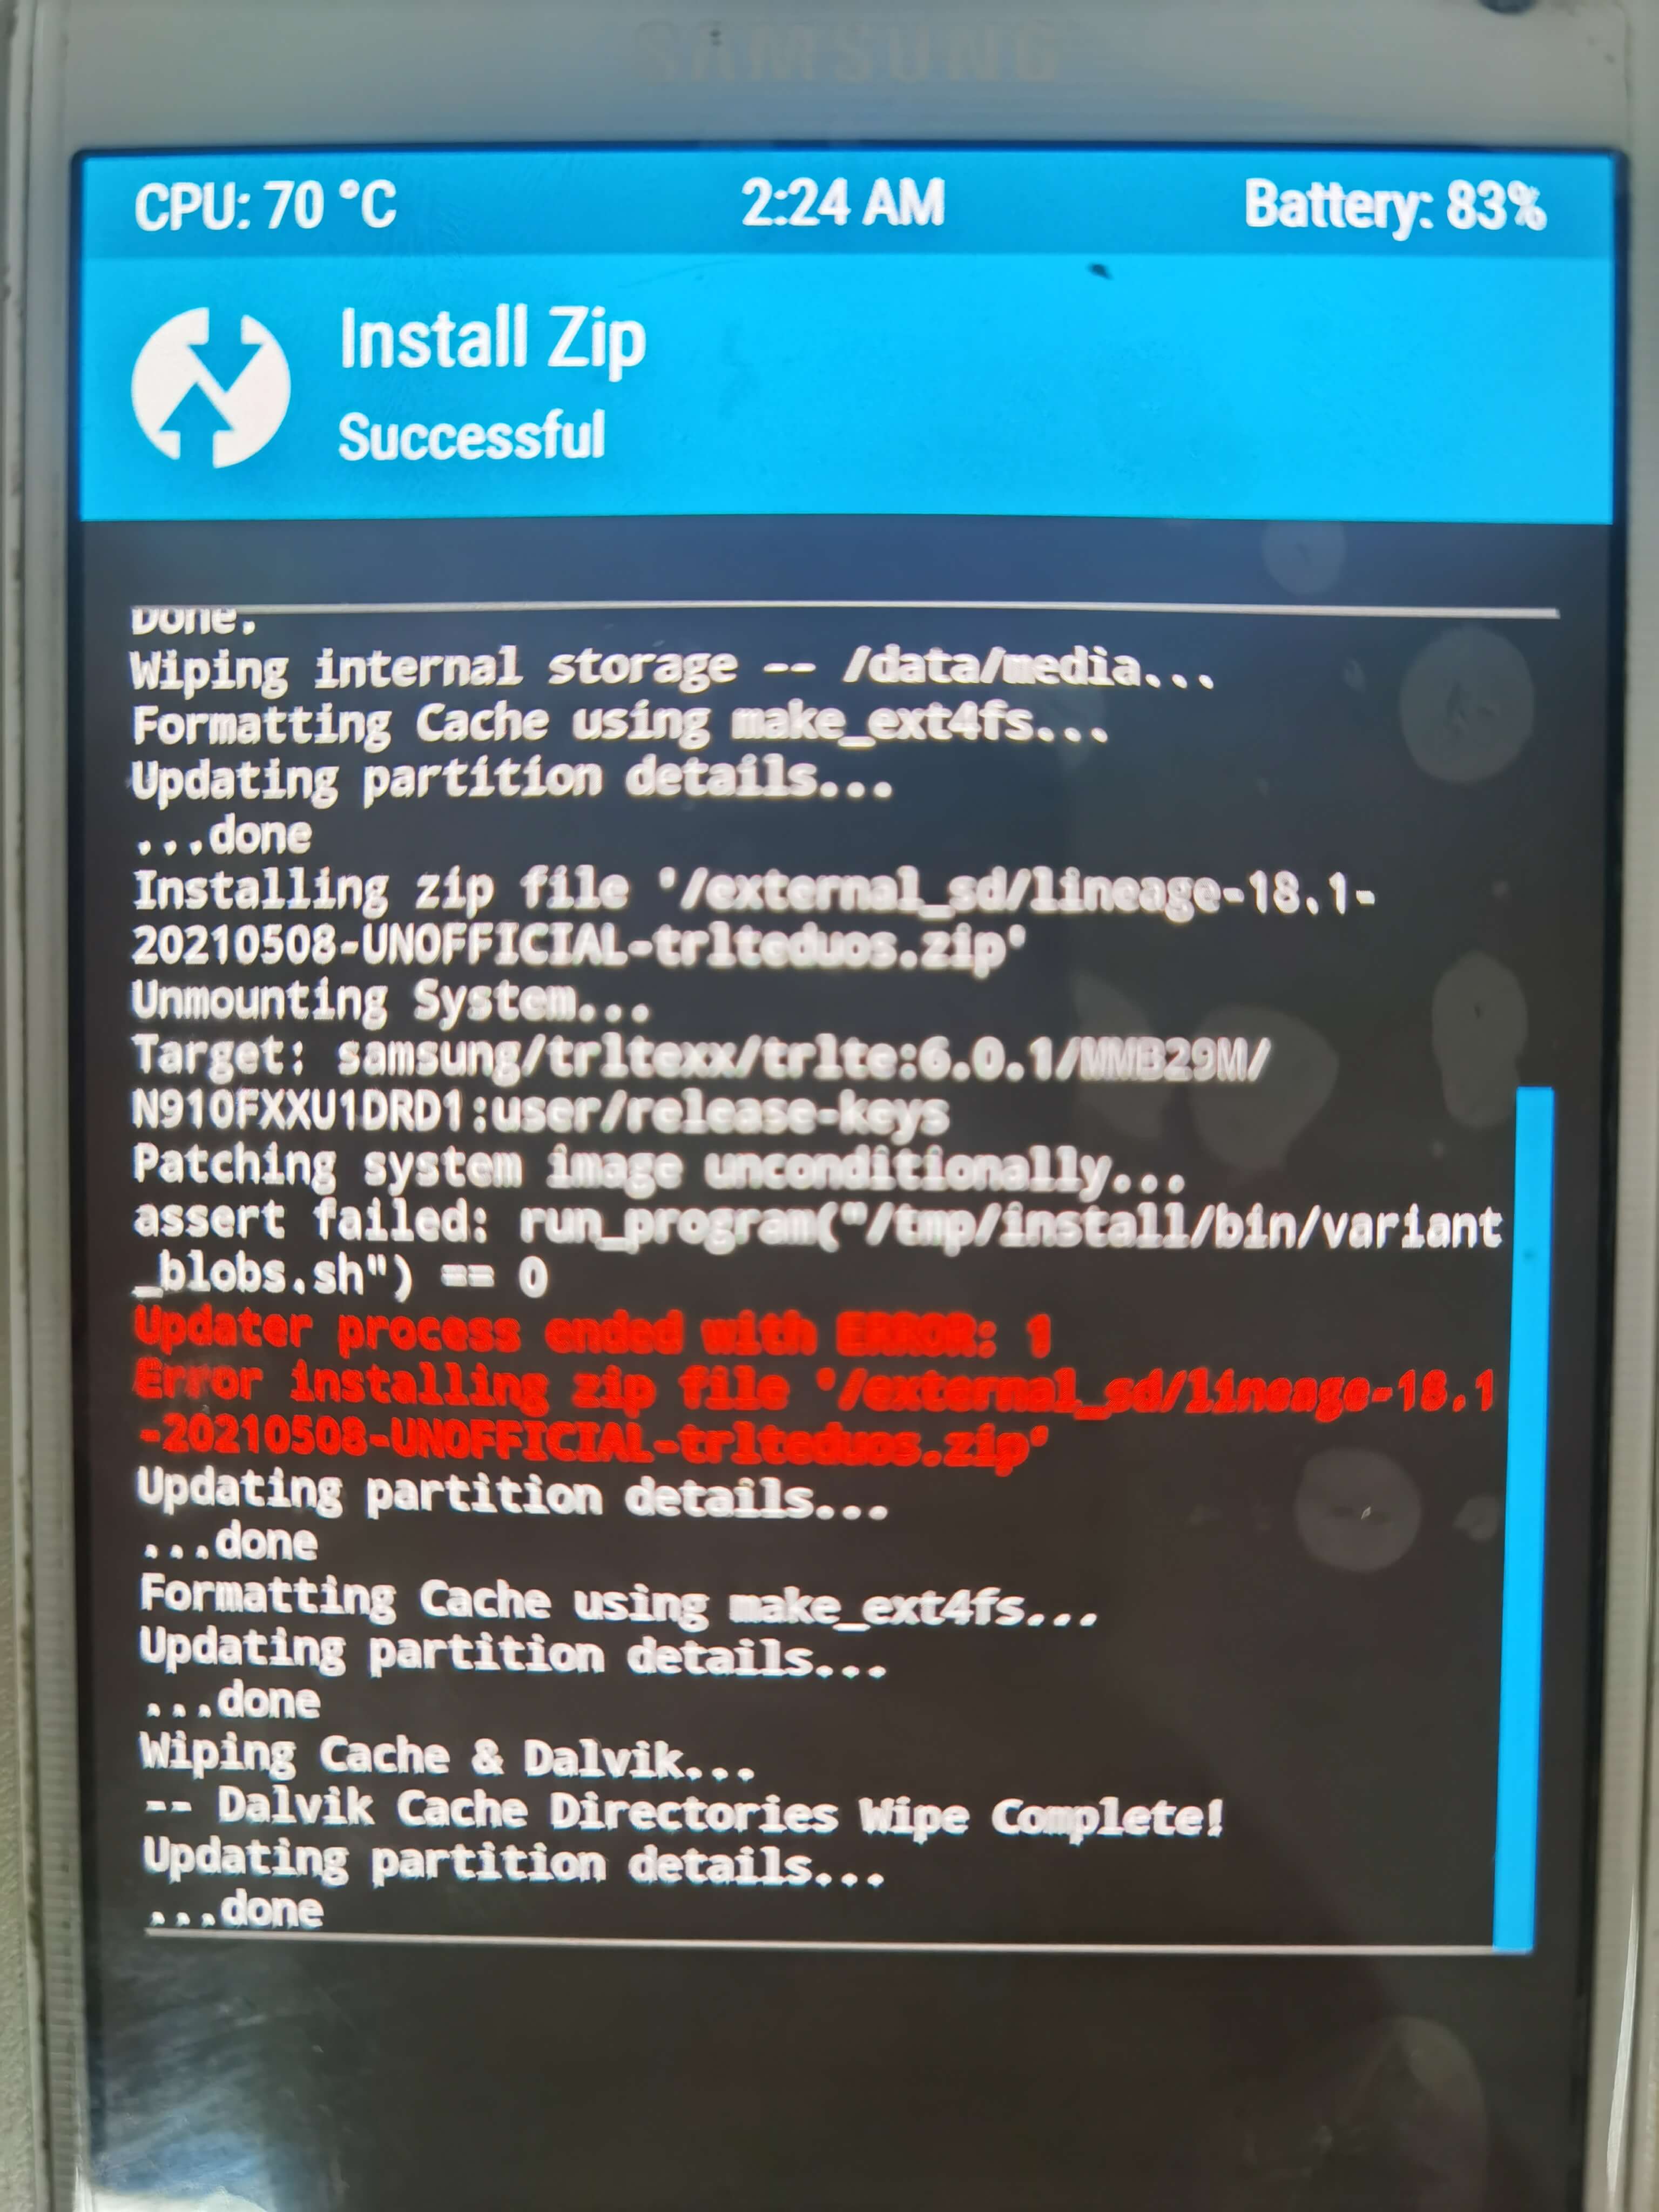 SAMSUNG
CPU: 70 °C 2:24 AM Battery: 83%
Install Zip
Successful
Done.
Wiping internal storage -- /data/media...
Formatting Cache using make_ext4fs...
Updating partition details...
...done
Installing zip file '/external_sd/lineage-18.1-
20210508-UNOFFICIAL-trlteduos.zip'
Unmounting System...
Target: samsung/trltexx/trlte:6.0.1/MMB29M/
N910FXXU1DRD1:user/release-keys
Patching system image unconditionally...
assert failed: run_program("/tmp/install/bin/variant
_blobs.sh") == 0
Updater process ended with ERROR: 1
Error installing zip file '/external_sd/lineage-18.1
-20210508-UNOFFICIAL-trlteduos.zip'
Updating partition details...
...done
Formatting Cache using make_ext4fs...
Updating partition details...
...done
Wiping Cache & Dalvik...
-- Dalvik Cache Directories Wipe Complete!
Updating partition details...
...done